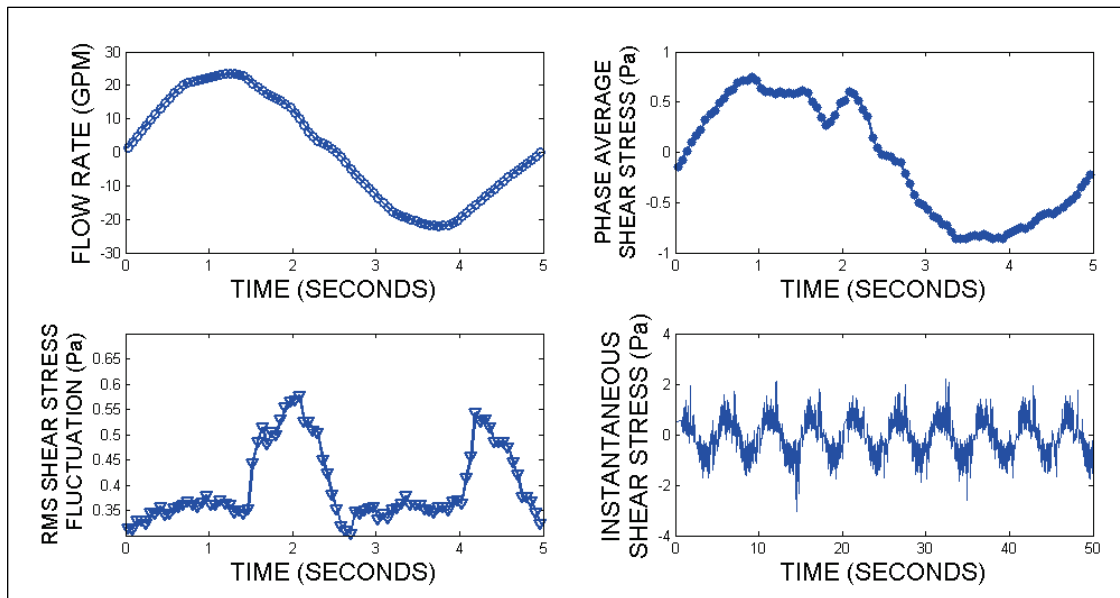 FLOW RATE (GPM)
30
20
10
0
-10
-20
-30
0 1 2 3 4 5
TIME (SECONDS)
PHASE AVERAGE
SHEAR STRESS (Pa)
1
0.5
0
-0.5
-1
0 1 2 3 4 5
TIME (SECONDS)
RMS SHEAR STRESS
FLUCTUATION (Pa)
0.65
0.6
0.55
0.5
0.45
0.4
0.35
0 1 2 3 4 5
TIME (SECONDS)
INSTANTANEOUS
SHEAR STRESS (Pa)
4
2
0
-2
-4
0 10 20 30 40 50
TIME (SECONDS)